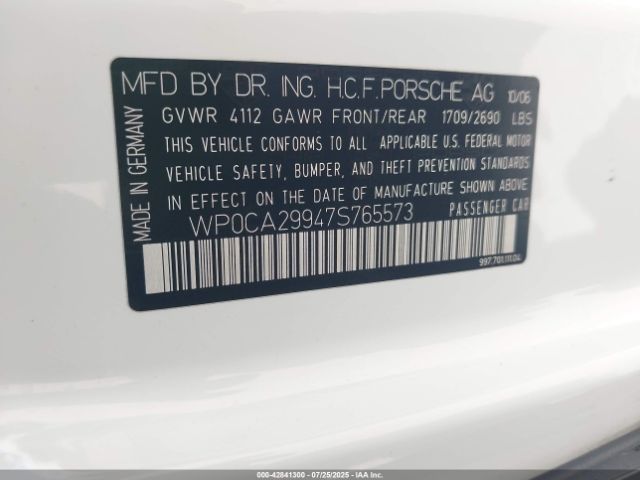 MFD BY DR. ING. H.C.F.PORSCHE AG 10/06
GVWR 4112 GAWR FRONT/REAR 1709/2690 LBS
THIS VEHICLE CONFORMS TO ALL APPLICABLE U.S. FEDERAL MOTOR
VEHICLE SAFETY, BUMPER, AND THEFT PREVENTION STANDARDS
IN EFFECT ON THE DATE OF MANUFACTURE SHOWN ABOVE.
WP0CA29947S765573 PASSENGER CAR
MADE IN GERMANY
997.701.111.04
000-42841300 - 07/25/2025 - IAA Inc.